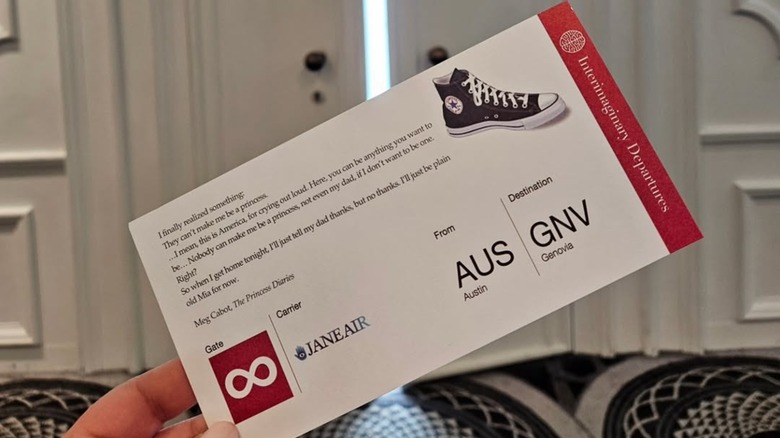 Interimaginary Departures
I finally realized something:
They can't make me be a princess.
...I mean, this is America, for crying out loud. Here, you can be anything you want to
be... Nobody can make me be a princess, not even my dad, if I don't want to be one.
Right?
So when I get home tonight, I'll just tell my dad thanks, but no thanks. I'll just be plain
old Mia for now.
Meg Cabot, The Princess Diaries
From
AUS
Austin
Destination
GNV
Genovia
Gate
∞
Carrier
JANE AIR